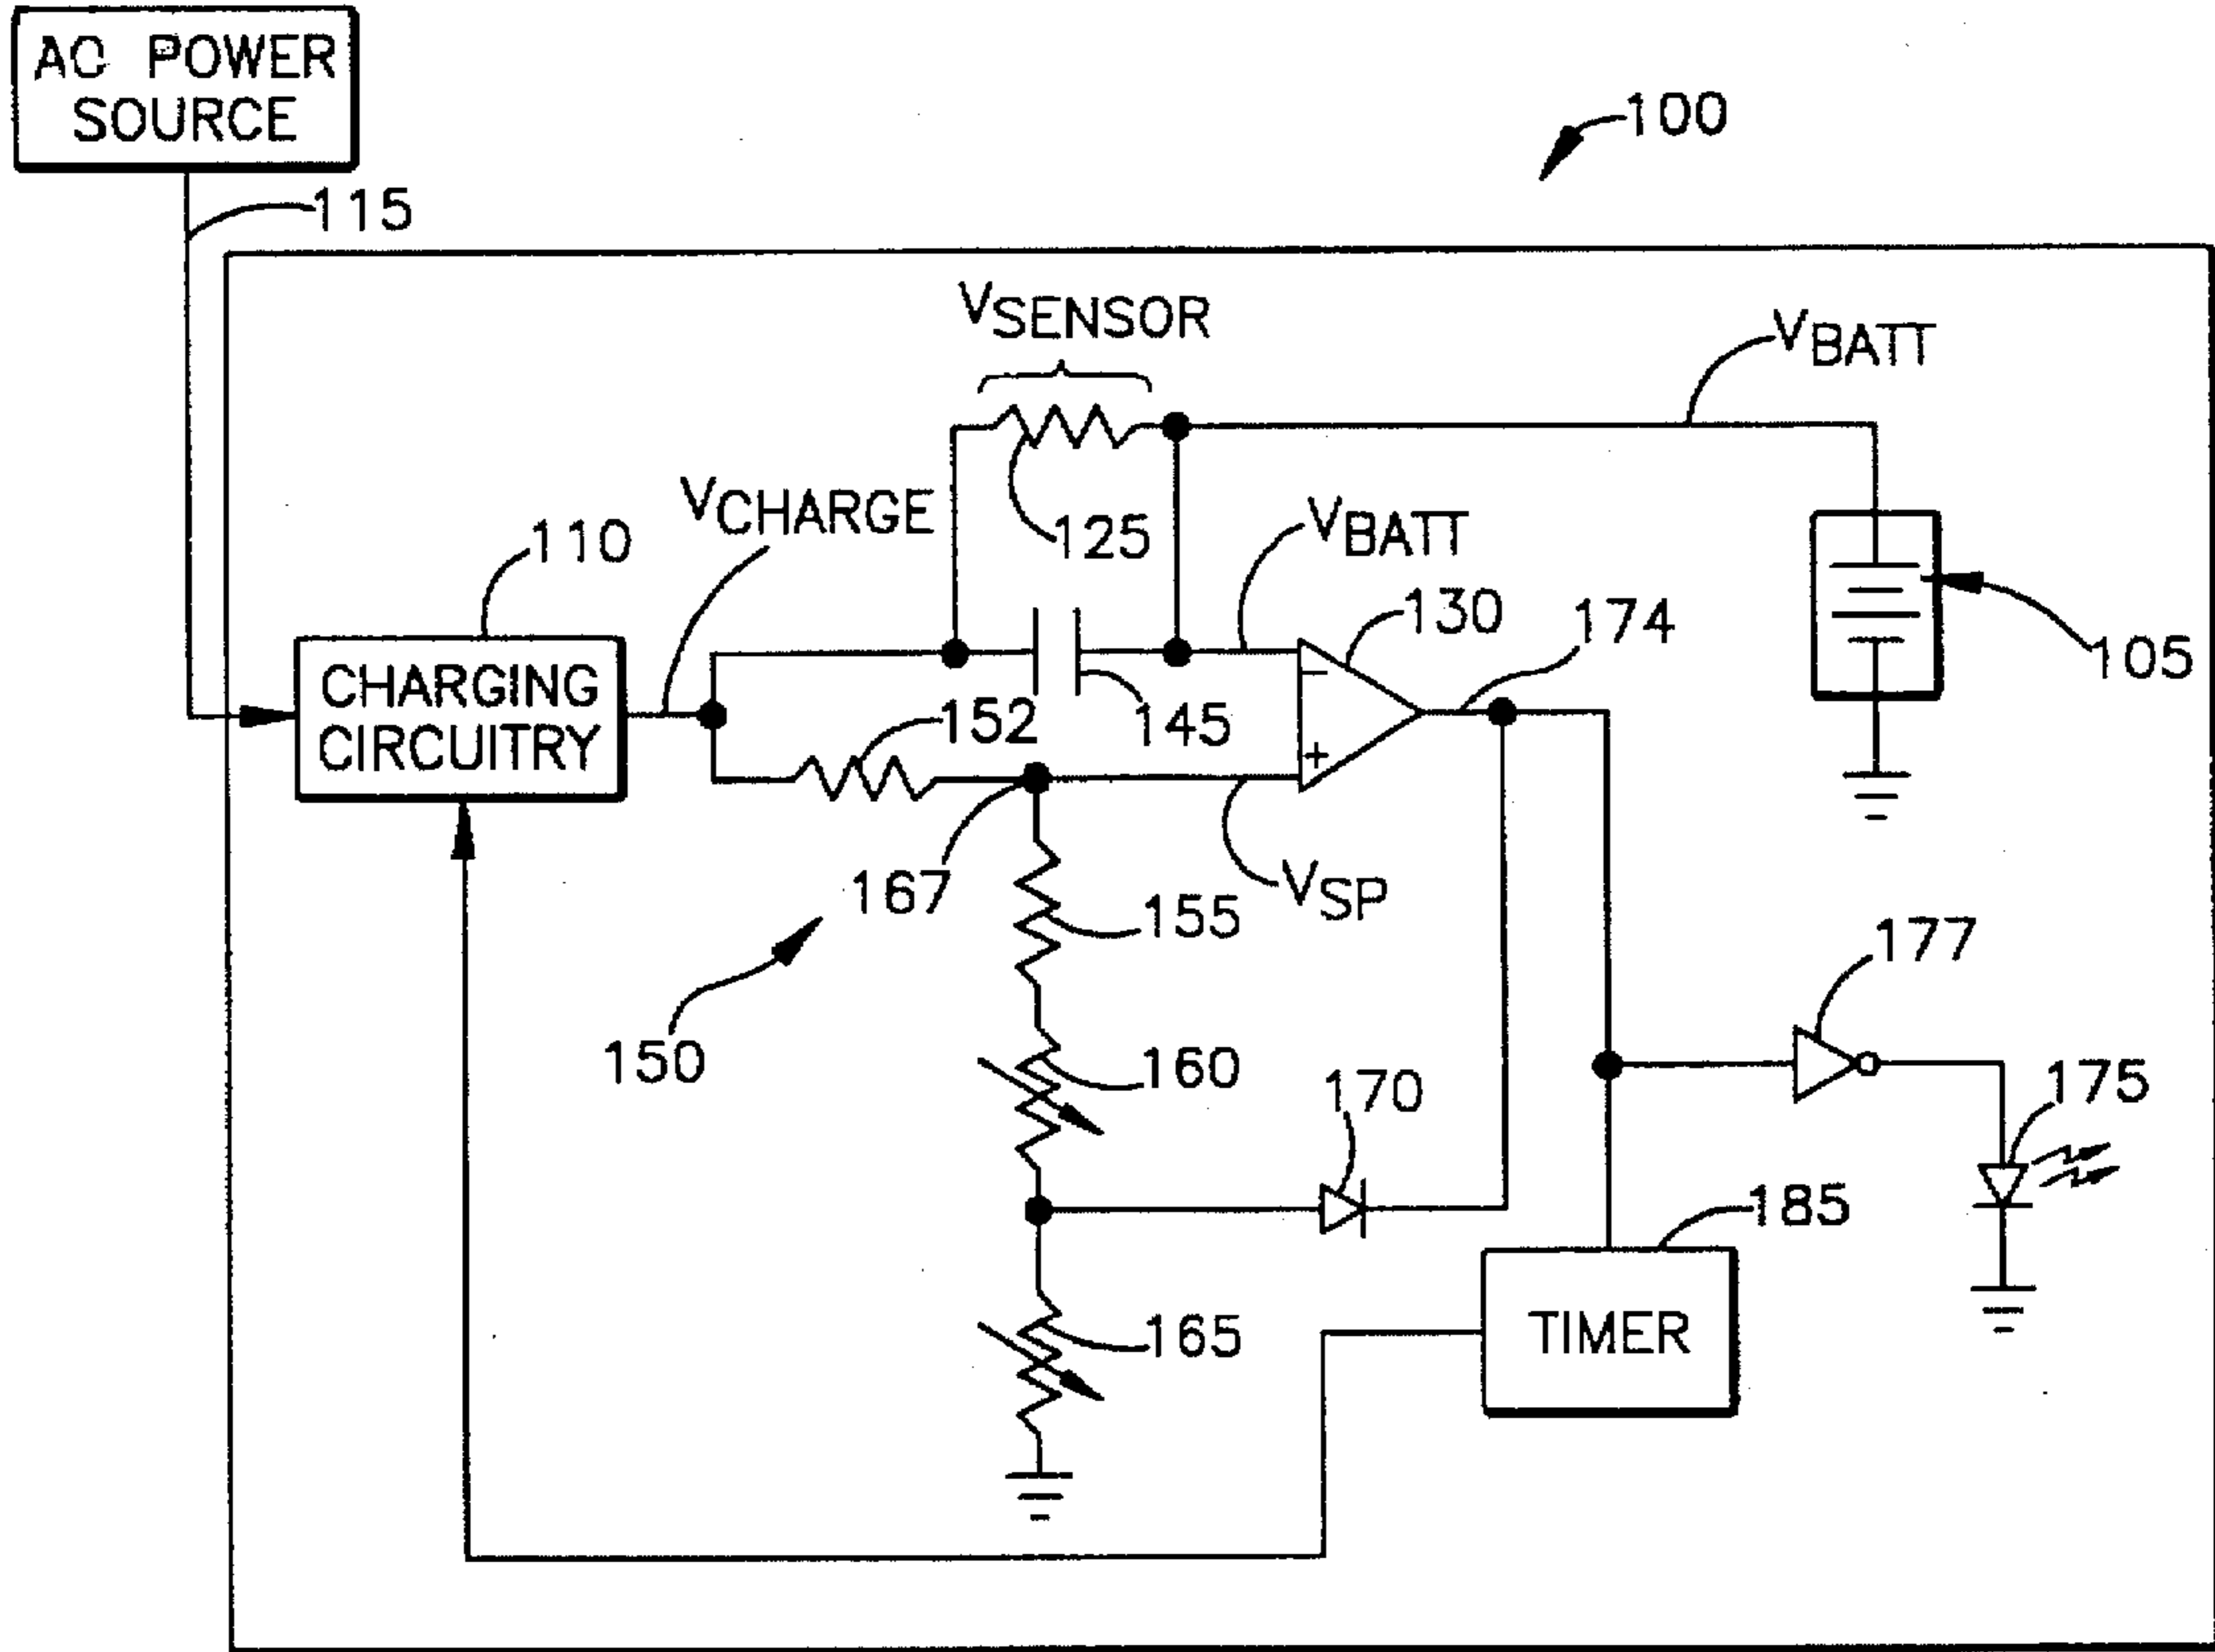 AC POWER
SOURCE
100
115
VSENSOR
VBATT
VCHARGE
125
110
VBATT
130
174
105
CHARGING
CIRCUITRY
152
145
-
+
167
VSP
155
150
177
160
170
175
185
165
TIMER